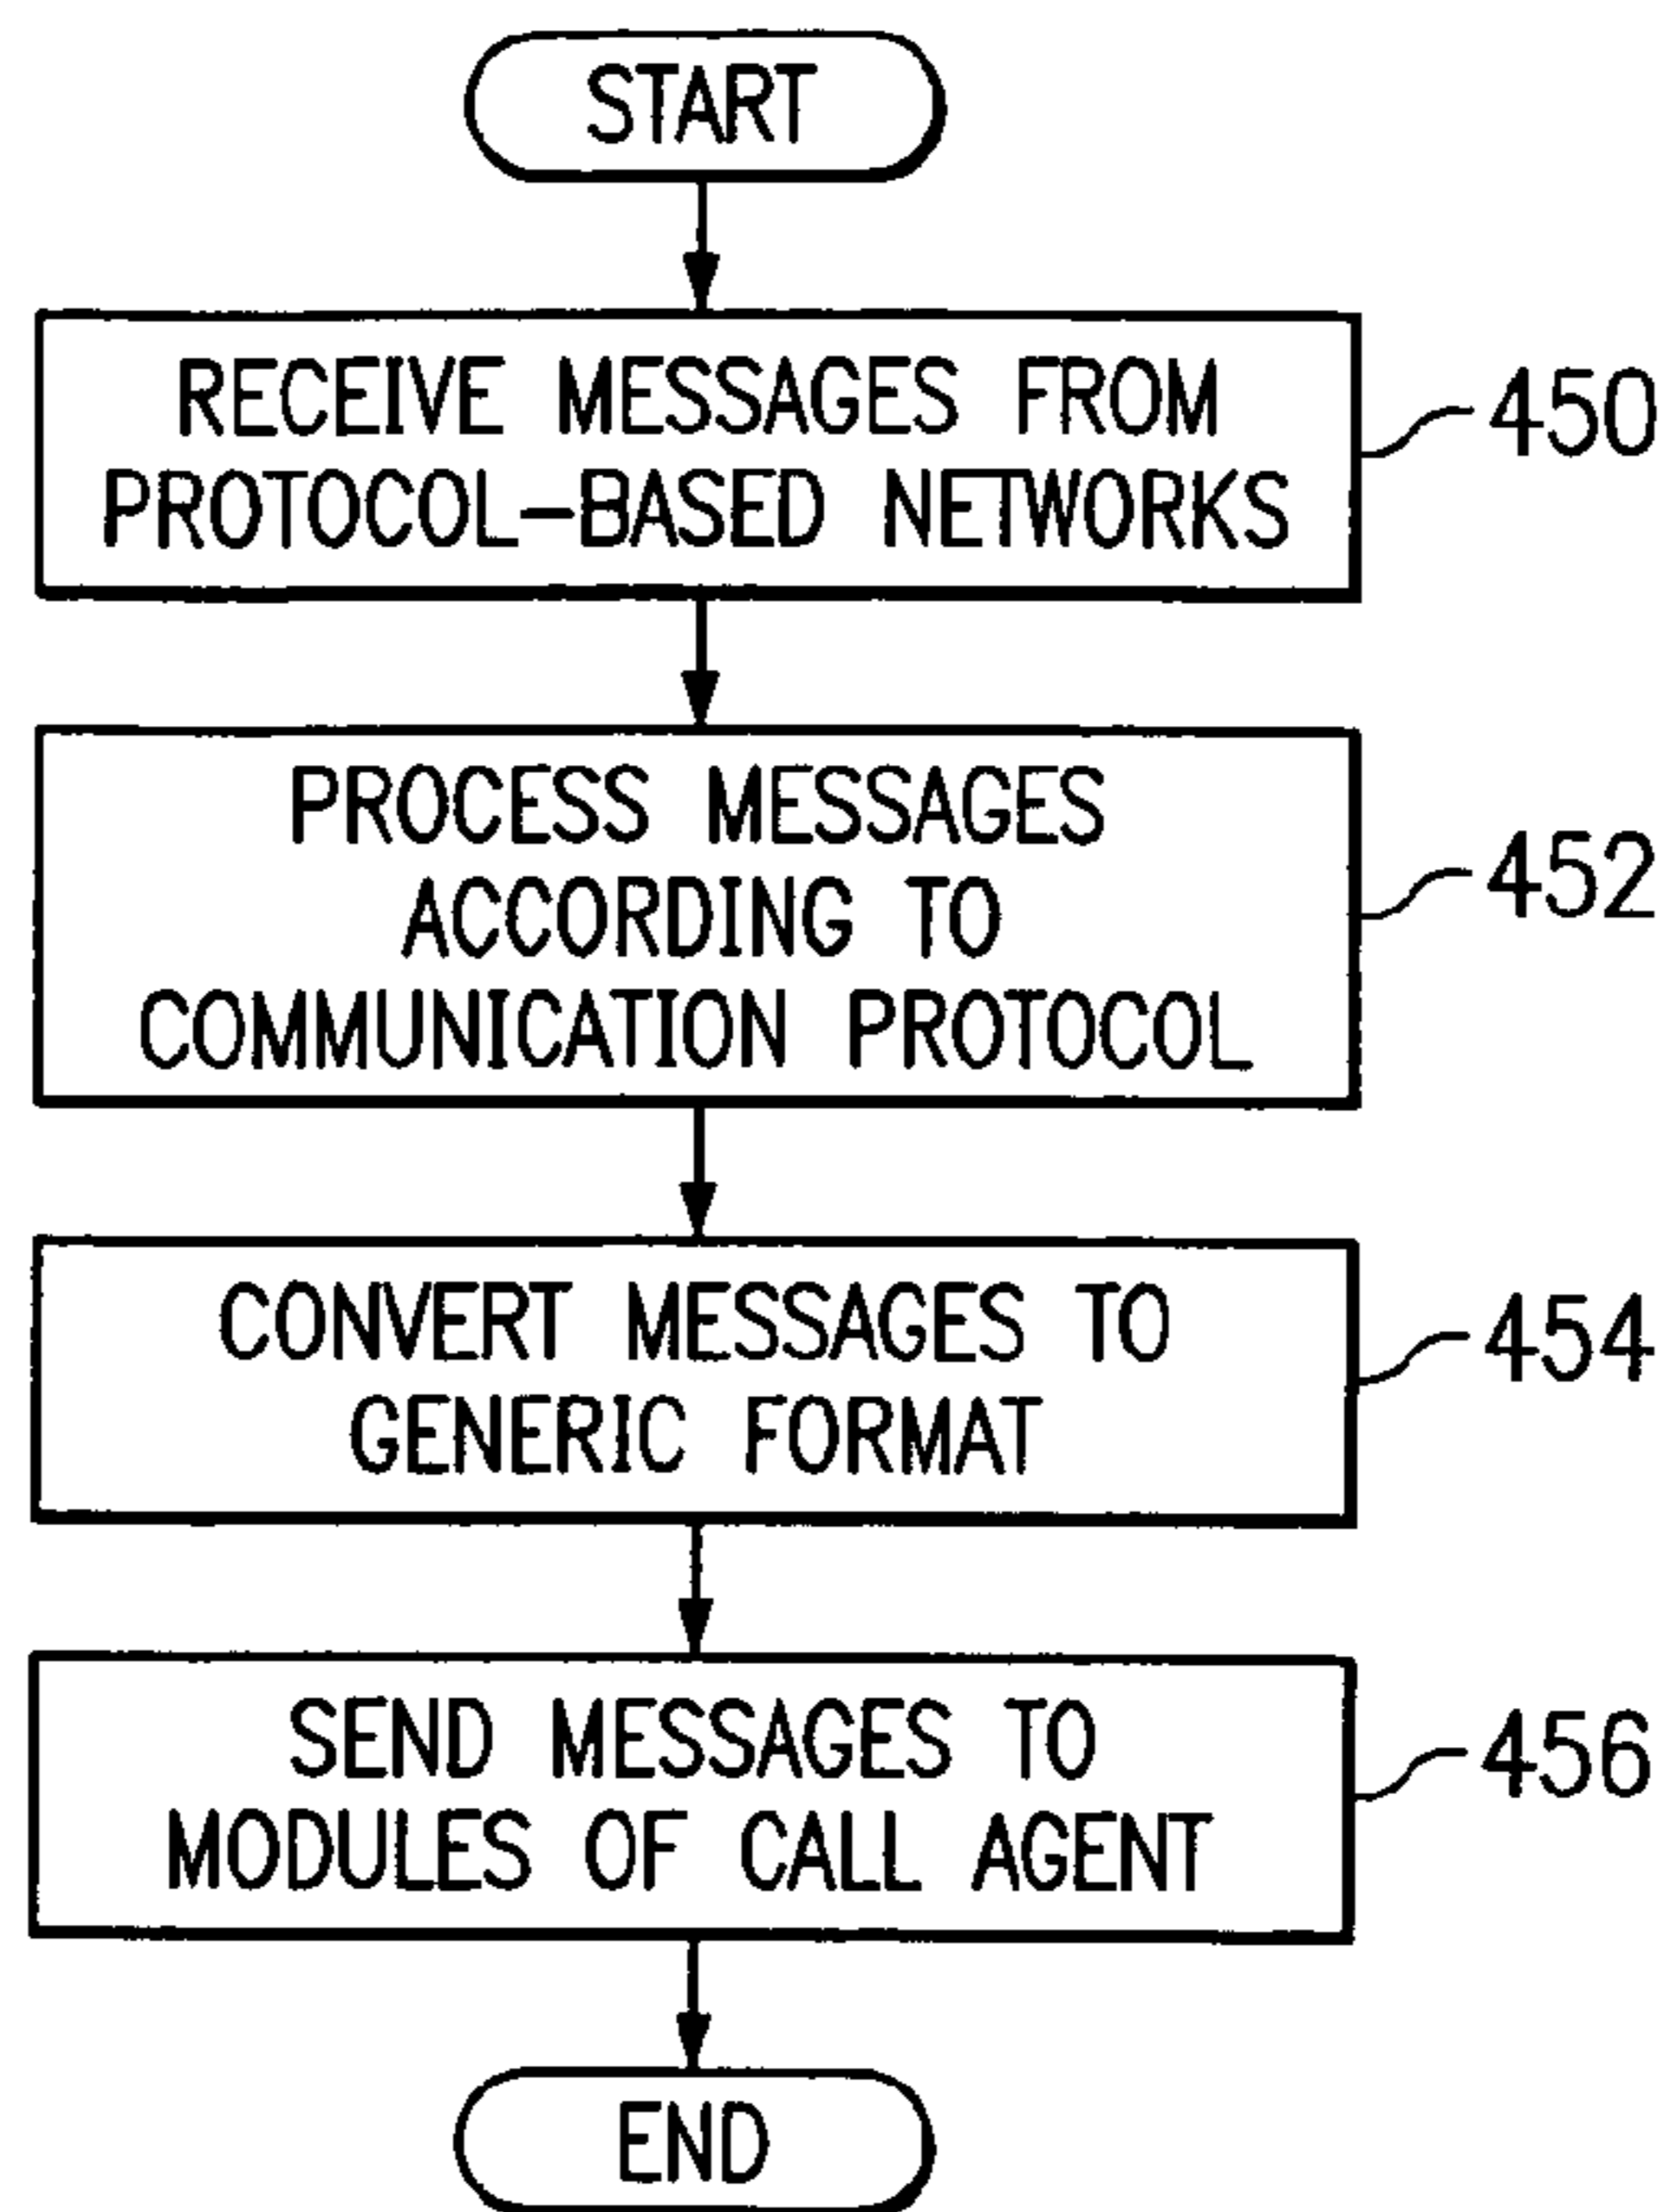 START
RECEIVE MESSAGES FROM
PROTOCOL-BASED NETWORKS
450
PROCESS MESSAGES
ACCORDING TO
COMMUNICATION PROTOCOL
452
CONVERT MESSAGES TO
GENERIC FORMAT
454
SEND MESSAGES TO
MODULES OF CALL AGENT
456
END